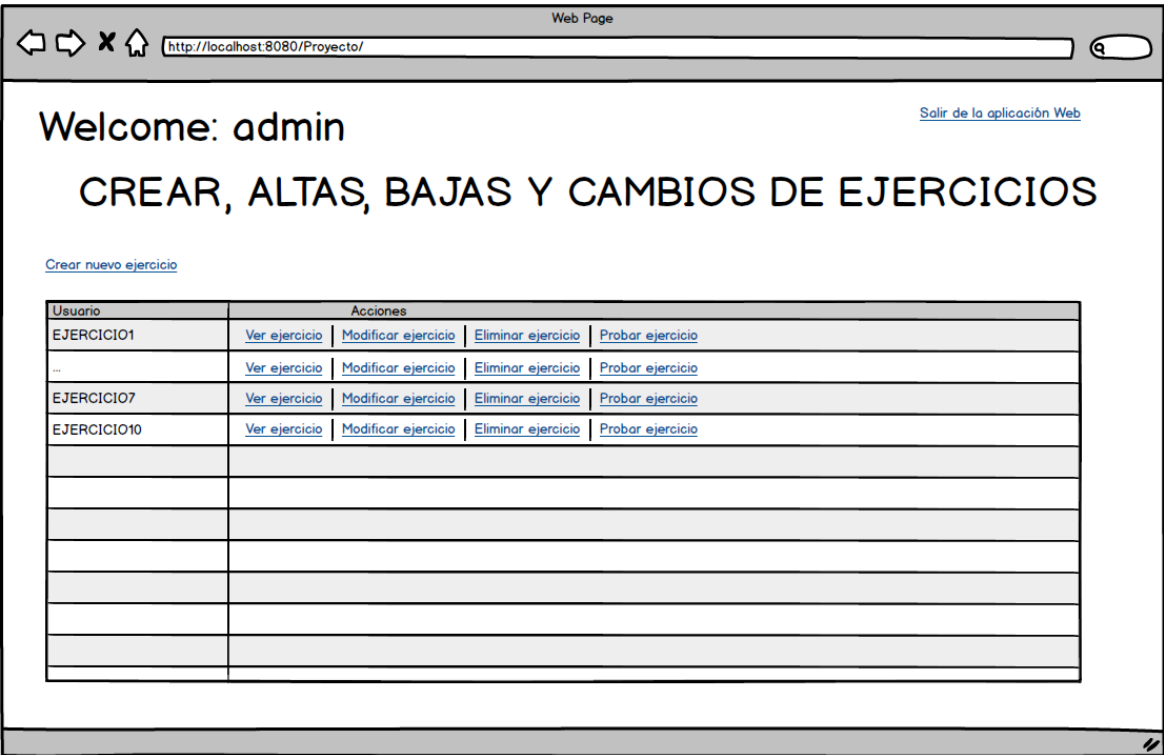 Web Page
http://localhost:8080/Proyecto/
Salir de la aplicación Web
Welcome: admin
CREAR, ALTAS, BAJAS Y CAMBIOS DE EJERCICIOS
Crear nuevo ejercicio
Usuario Acciones
EJERCICIO1 Ver ejercicio Modificar ejercicio Eliminar ejercicio Probar ejercicio
... Ver ejercicio Modificar ejercicio Eliminar ejercicio Probar ejercicio
EJERCICIO7 Ver ejercicio Modificar ejercicio Eliminar ejercicio Probar ejercicio
EJERCICIO10 Ver ejercicio Modificar ejercicio Eliminar ejercicio Probar ejercicio